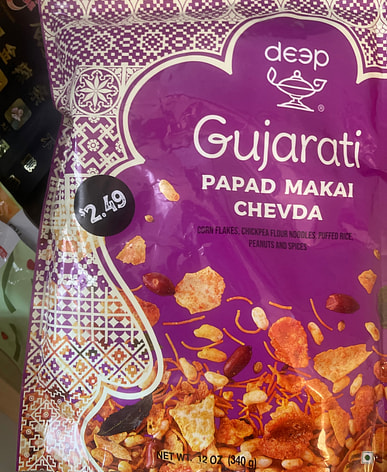 deep
®
Gujarati
PAPAD MAKAI
CHEVDA
$2.49
CORN FLAKES, CHICKPEA FLOUR NOODLES, PUFFED RICE,
PEANUTS AND SPICES
NET WT. 12 OZ (340 g)